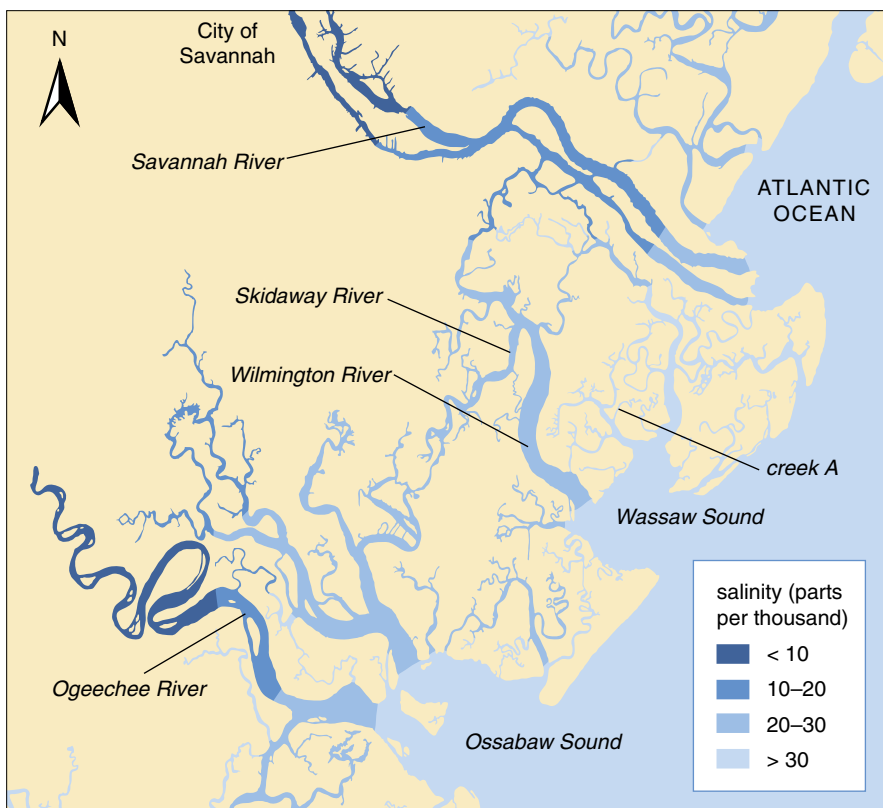 N
City of
Savannah
Savannah River
ATLANTIC
OCEAN
Skidaway River
Wilmington River
creek A
Wassaw Sound
Ogeechee River
Ossabaw Sound
salinity (parts
per thousand)
< 10
10–20
20–30
> 30